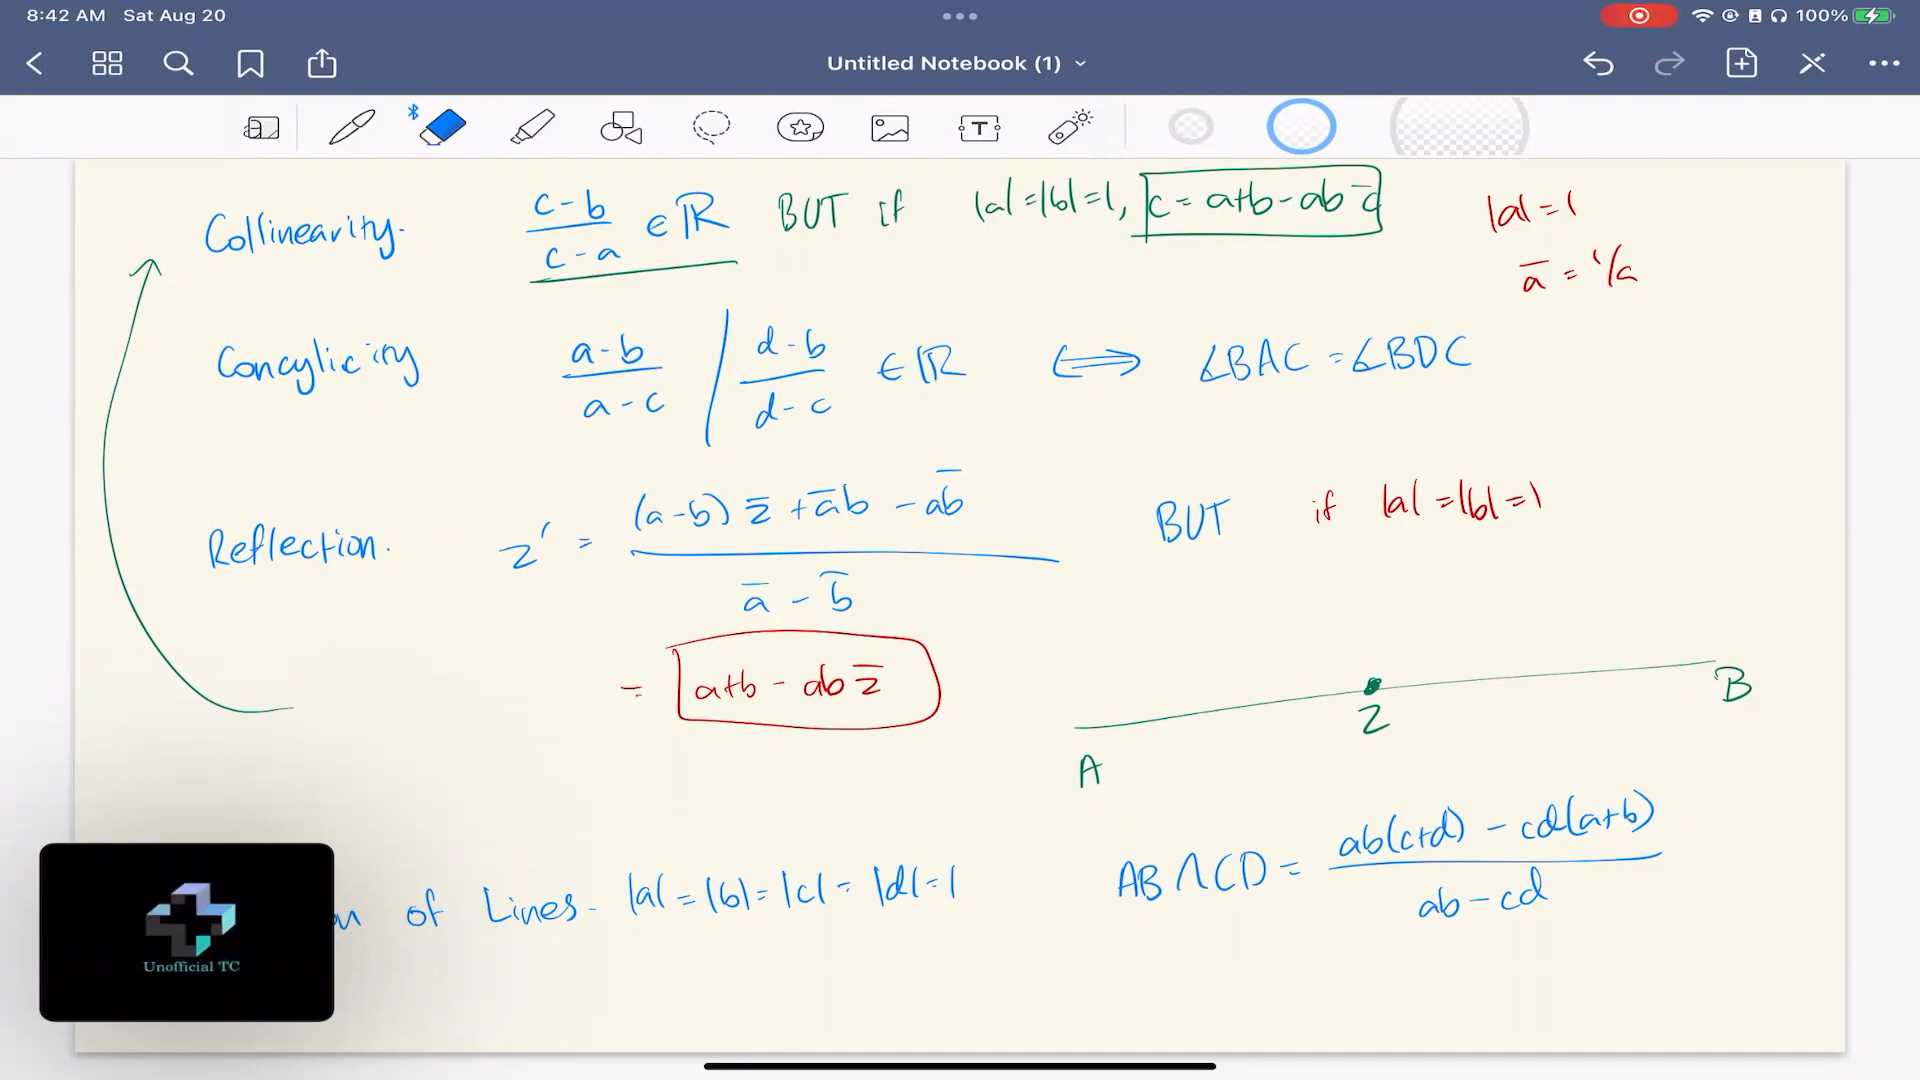 8:42 AM Sat Aug 20
100%
Untitled Notebook (1)
Collinearity. c-b / c-a ∈ ℝ BUT if |a|=|b|=1, c = a+b-ab c̄
|a|=1
ā = 1/a
a-b / a-c / d-b / d-c ∈ ℝ ⟺ ∡BAC = ∡BDC
Reflection. z' = (a-b) z̄ + āb - ab̄ / ā - b̄ BUT if |a|=|b|=1
= a+b - ab z̄
A Z B
of Lines. |a|=|b|=|c|=|d|=1 AB∩CD = ab(c+d) - cd(a+b) / ab-cd
Unofficial TC